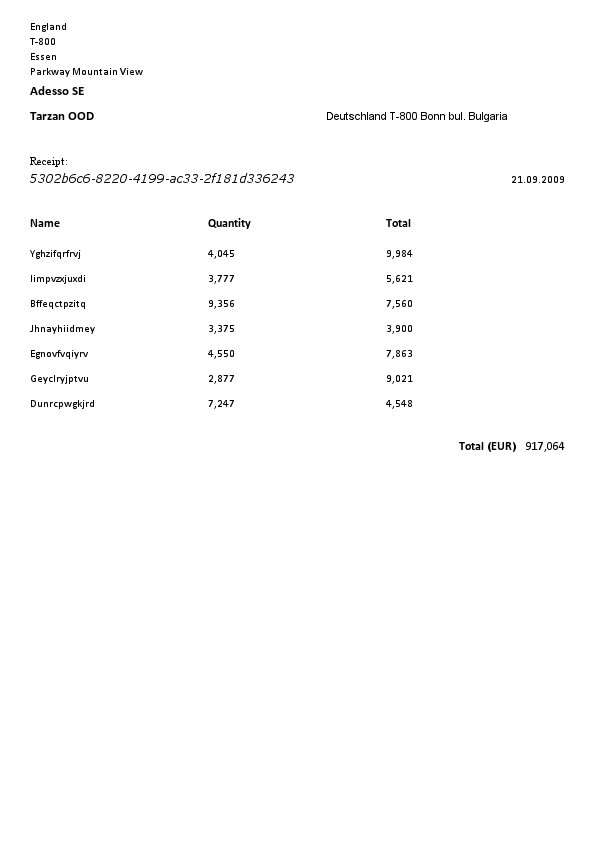 England
T-800
Essen
Parkway Mountain View
Adesso SE
Tarzan OOD Deutschland T-800 Bonn bul. Bulgaria
Receipt:
5302b6c6-8220-4199-ac33-2f181d336243 21.09.2009
Name Quantity Total
Yghzifqrfrvj 4,045 9,984
Iimpvzxjuxdi 3,777 5,621
Bffeqctpzitq 9,356 7,560
Jhnayhiidmey 3,375 3,900
Egnovfvqiyrv 4,550 7,863
Geyclryjptvu 2,877 9,021
Dunrcpwgkjrd 7,247 4,548
Total (EUR) 917,064